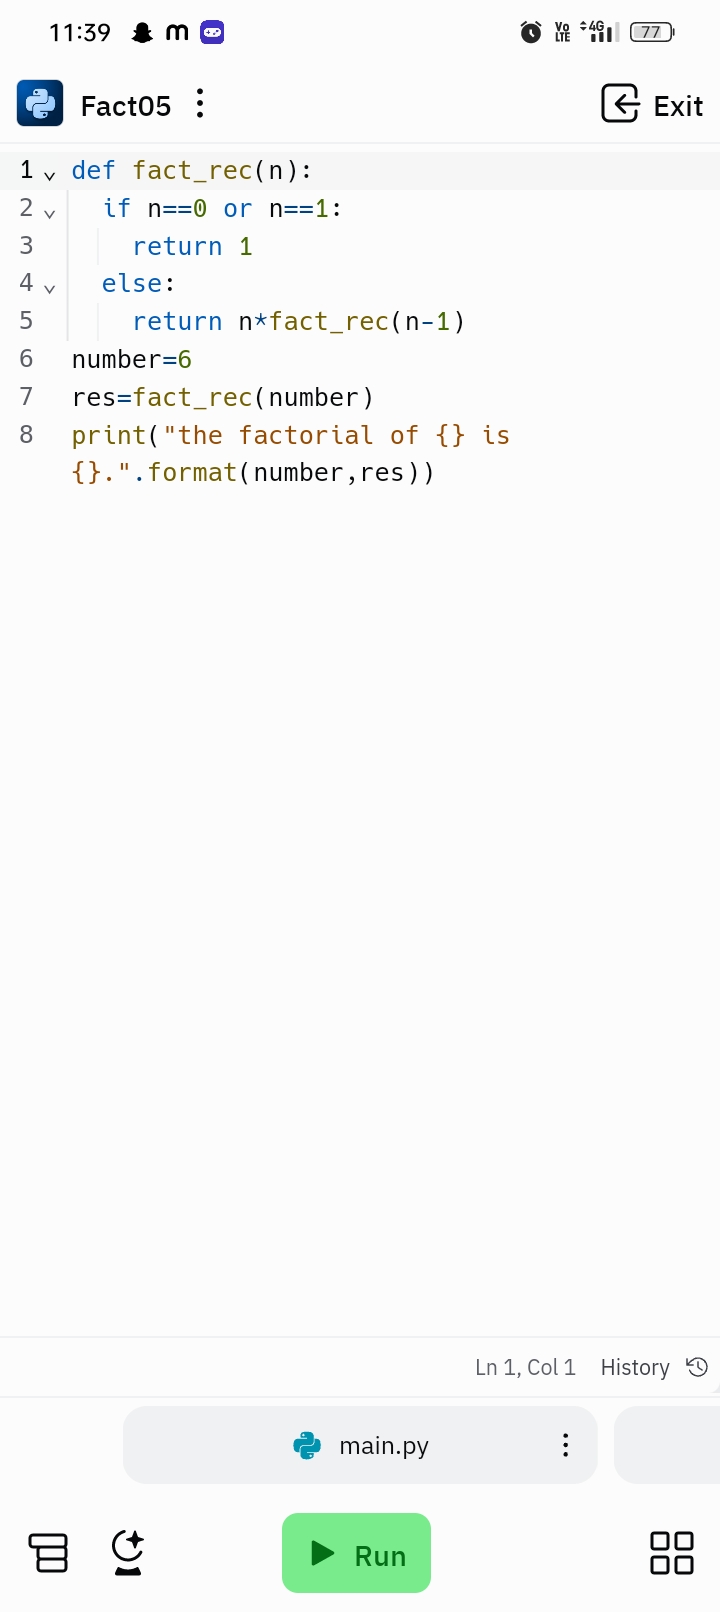 11:39 m Vo LTE 4G 77
Fact05 Exit
1 def fact_rec(n):
2 if n==0 or n==1:
3 return 1
4 else:
5 return n*fact_rec(n-1)
6 number=6
7 res=fact_rec(number)
8 print("the factorial of {} is
{}.".format(number,res))
Ln 1, Col 1 History
main.py
Run